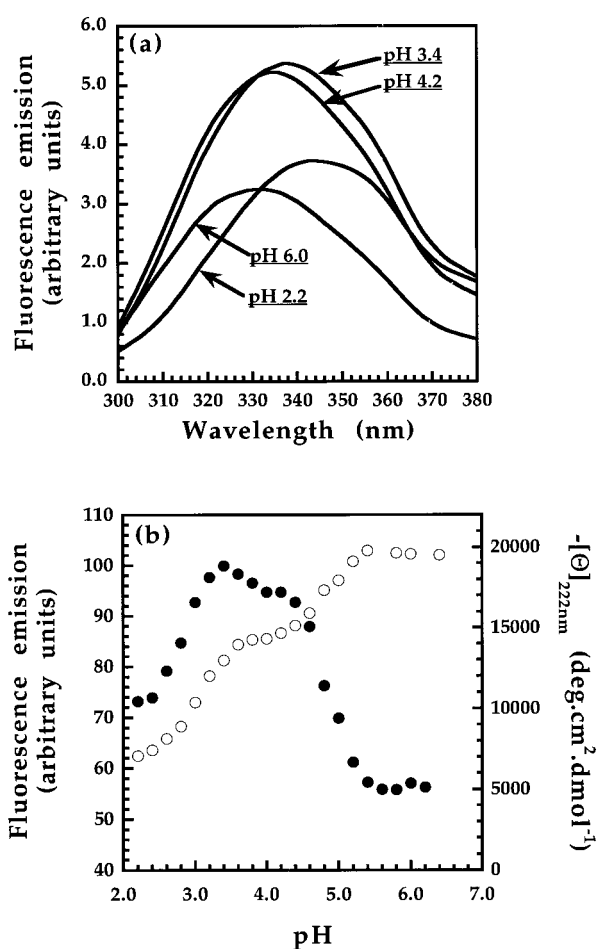 6.0
(a)
pH 3.4
5.0
pH 4.2
4.0
3.0
pH 6.0
2.0
pH 2.2
1.0
0.0
300 310 320 330 340 350 360 370 380
Wavelength (nm)
Fluorescence emission
(arbitrary units)
110
(b)
100
90
80
70
60
50
40
20000
15000
10000
5000
0
2.0 3.0 4.0 5.0 6.0 7.0
pH
Fluorescence emission
(arbitrary units)
-[Θ]222nm (deg.cm2.dmol-1)